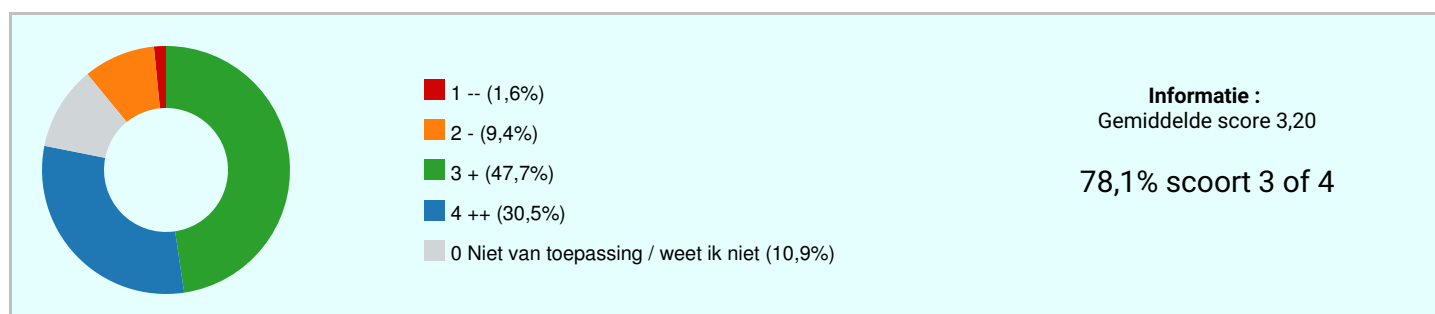 1 -- (1,6%)
2 - (9,4%)
3 + (47,7%)
4 ++ (30,5%)
0 Niet van toepassing / weet ik niet (10,9%)
Informatie :
Gemiddelde score 3,20
78,1% scoort 3 of 4